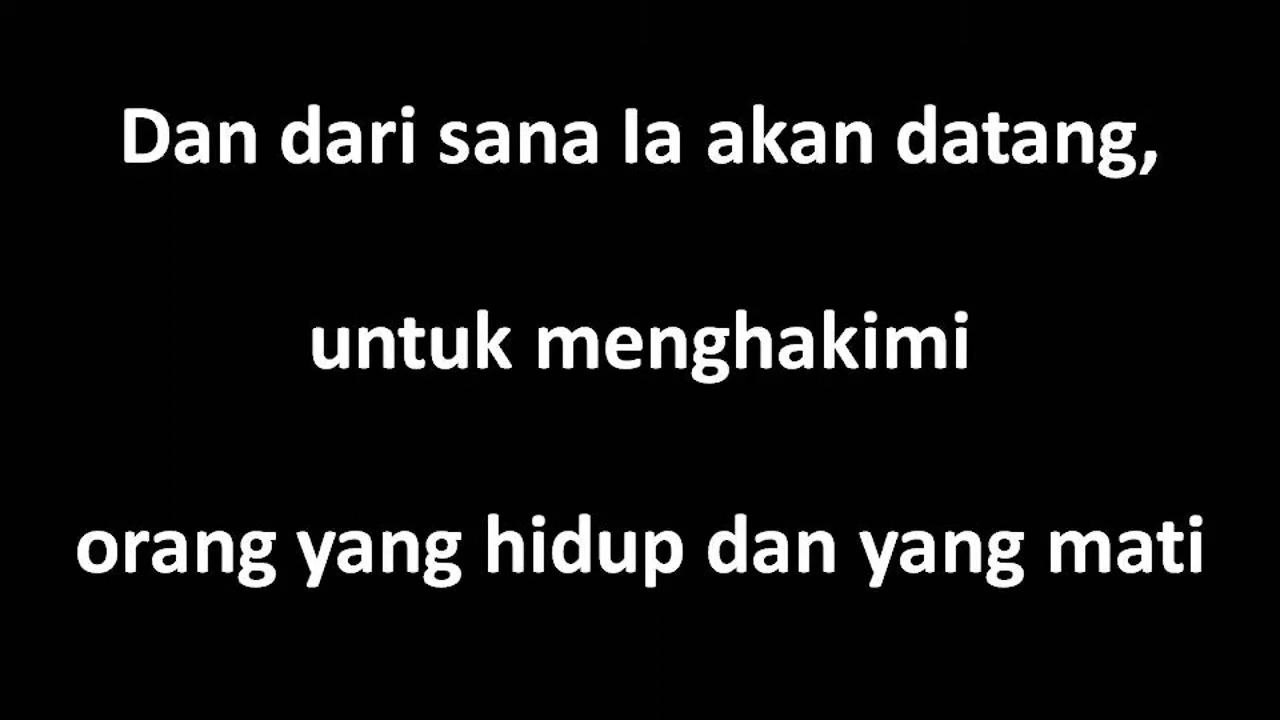 Dan dari sana Ia akan datang,
untuk menghakimi
orang yang hidup dan yang mati